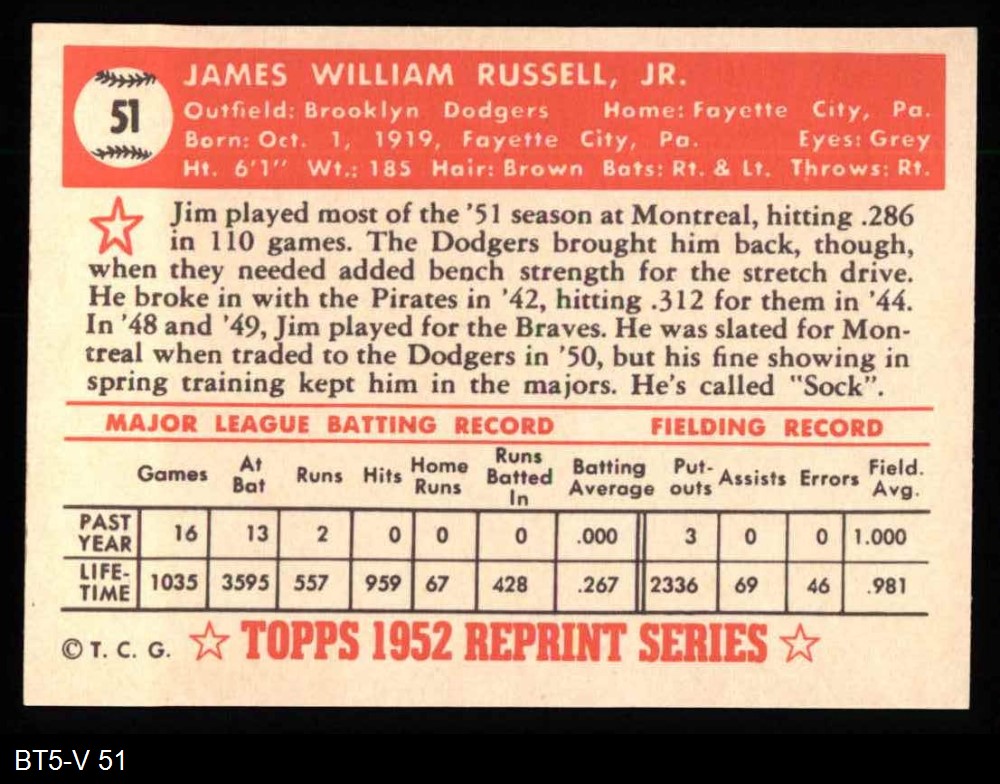 51
JAMES WILLIAM RUSSELL, JR.
Outfield: Brooklyn Dodgers Home: Fayette City, Pa.
Born: Oct. 1, 1919, Fayette City, Pa. Eyes: Grey
Ht. 6'1" Wt.: 185 Hair: Brown Bats: Rt. & Lt. Throws: Rt.
Jim played most of the '51 season at Montreal, hitting .286
in 110 games. The Dodgers brought him back, though,
when they needed added bench strength for the stretch drive.
He broke in with the Pirates in '42, hitting .312 for them in '44.
In '48 and '49, Jim played for the Braves. He was slated for Mon-
treal when traded to the Dodgers in '50, but his fine showing in
spring training kept him in the majors. He's called "Sock".
MAJOR LEAGUE BATTING RECORD FIELDING RECORD
Games At Bat Runs Hits Home Runs Runs Batted In Batting Average Put-outs Assists Errors Field. Avg.
PAST YEAR 16 13 2 0 0 0 .000 3 0 0 1.000
LIFE-TIME 1035 3595 557 959 67 428 .267 2336 69 46 .981
© T. C. G. TOPPS 1952 REPRINT SERIES
BT5-V 51